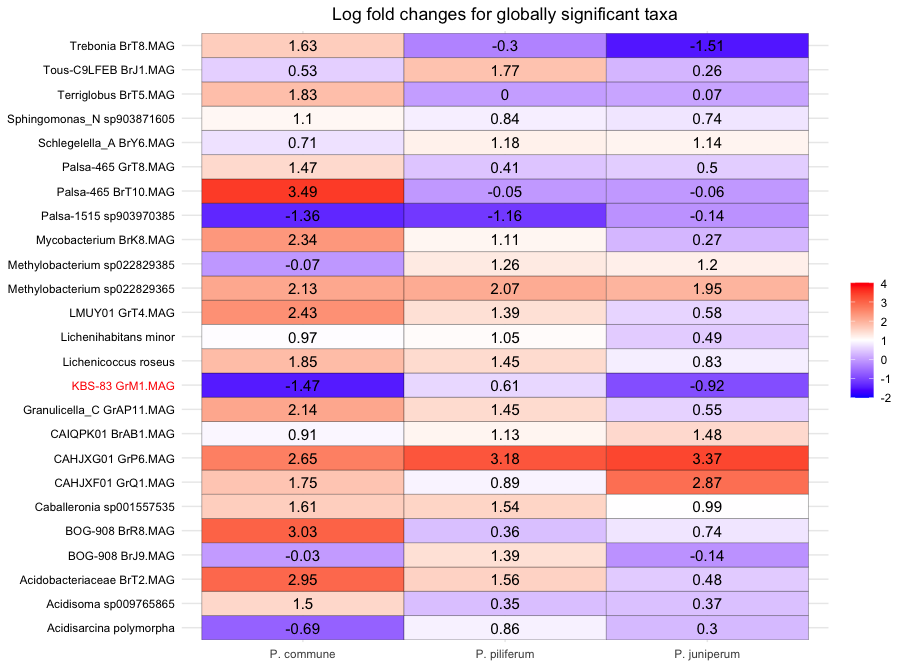 Log fold changes for globally significant taxa
Trebonia BrT8.MAG 1.63 -0.3 -1.51
Tous-C9LFEB BrJ1.MAG 0.53 1.77 0.26
Terriglobus BrT5.MAG 1.83 0 0.07
Sphingomonas_N sp903871605 1.1 0.84 0.74
Schlegelella_A BrY6.MAG 0.71 1.18 1.14
Palsa-465 GrT8.MAG 1.47 0.41 0.5
Palsa-465 BrT10.MAG 3.49 -0.05 -0.06
Palsa-1515 sp903970385 -1.36 -1.16 -0.14
Mycobacterium BrK8.MAG 2.34 1.11 0.27
Methylobacterium sp022829385 -0.07 1.26 1.2
Methylobacterium sp022829365 2.13 2.07 1.95
LMUY01 GrT4.MAG 2.43 1.39 0.58
Lichenihabitans minor 0.97 1.05 0.49
Lichenicoccus roseus 1.85 1.45 0.83
KBS-83 GrM1.MAG -1.47 0.61 -0.92
Granulicella_C GrAP11.MAG 2.14 1.45 0.55
CAIQPK01 BrAB1.MAG 0.91 1.13 1.48
CAHJXG01 GrP6.MAG 2.65 3.18 3.37
CAHJXF01 GrQ1.MAG 1.75 0.89 2.87
Caballeronia sp001557535 1.61 1.54 0.99
BOG-908 BrR8.MAG 3.03 0.36 0.74
BOG-908 BrJ9.MAG -0.03 1.39 -0.14
Acidobacteriaceae BrT2.MAG 2.95 1.56 0.48
Acidisoma sp009765865 1.5 0.35 0.37
Acidisarcina polymorpha -0.69 0.86 0.3
P. commune P. piliferum P. juniperum
4
3
2
1
0
-1
-2